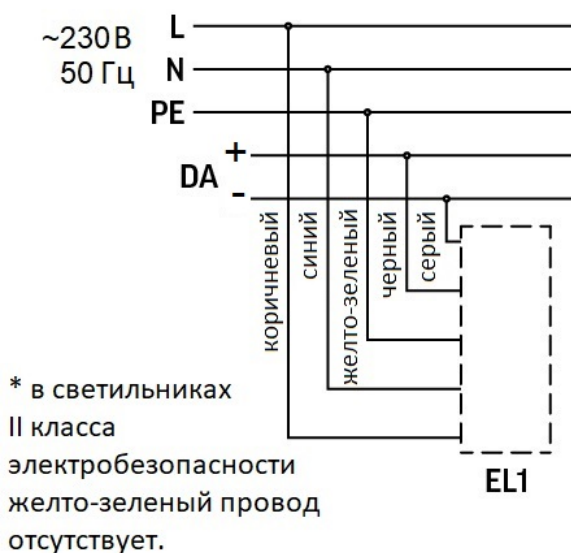 ~230В
50 Гц
L
N
PE
DA
+
-
коричневый
синий
желто-зеленый
черный
серый
EL1
* в светильниках
II класса
электробезопасности
желто-зеленый провод
отсутствует.